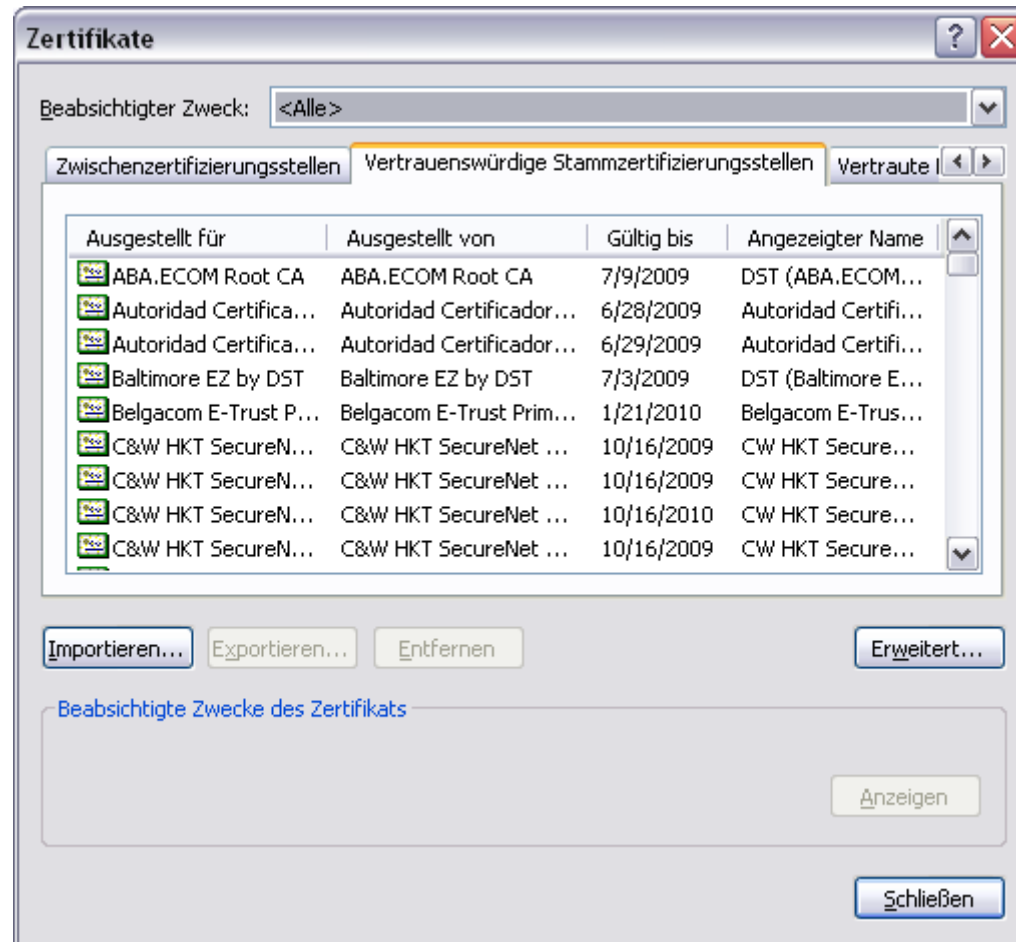 Zertifikate
Beabsichtigter Zweck: <Alle>
Zwischenzertifizierungsstellen Vertrauenswürdige Stammzertifizierungsstellen Vertraute
Ausgestellt für Ausgestellt von Gültig bis Angezeigter Name
ABA.ECOM Root CA ABA.ECOM Root CA 7/9/2009 DST (ABA.ECOM...
Autoridad Certifica... Autoridad Certificador... 6/28/2009 Autoridad Certifi...
Autoridad Certifica... Autoridad Certificador... 6/29/2009 Autoridad Certifi...
Baltimore EZ by DST Baltimore EZ by DST 7/3/2009 DST (Baltimore E...
Belgacom E-Trust P... Belgacom E-Trust Prim... 1/21/2010 Belgacom E-Trus...
C&W HKT SecureN... C&W HKT SecureNet ... 10/16/2009 CW HKT Secure...
C&W HKT SecureN... C&W HKT SecureNet ... 10/16/2009 CW HKT Secure...
C&W HKT SecureN... C&W HKT SecureNet ... 10/16/2010 CW HKT Secure...
C&W HKT SecureN... C&W HKT SecureNet ... 10/16/2009 CW HKT Secure...
Importieren... Exportieren... Entfernen Erweitert...
Beabsichtigte Zwecke des Zertifikats
Anzeigen
Schließen